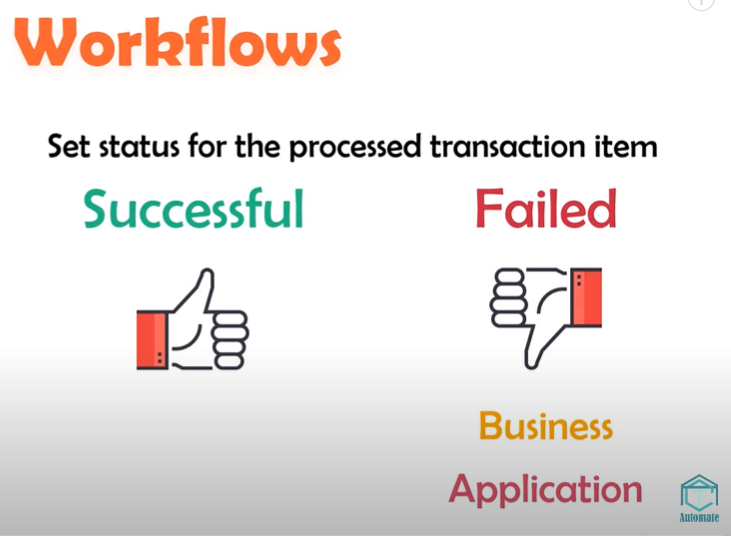 Workflows
Set status for the processed transaction item
Successful
Failed
Business
Application
Automate